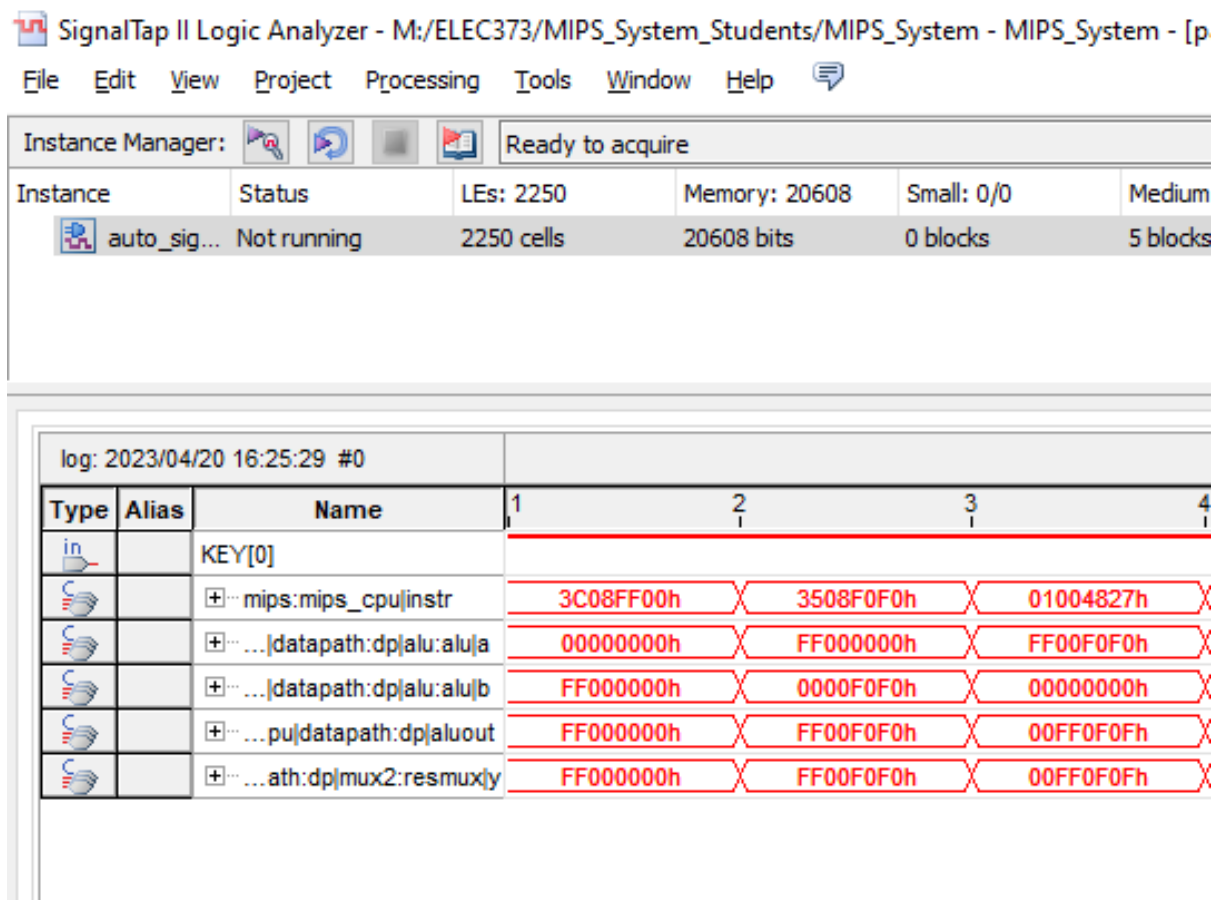 SignalTap II Logic Analyzer - M:/ELEC373/MIPS_System_Students/MIPS_System - MIPS_System - [p
File Edit View Project Processing Tools Window Help
Instance Manager: Ready to acquire
Instance Status LEs: 2250 Memory: 20608 Small: 0/0 Medium
auto_sig... Not running 2250 cells 20608 bits 0 blocks 5 blocks
log: 2023/04/20 16:25:29 #0
Type Alias Name 1 2 3 4
in KEY[0]
mips:mips_cpu|instr 3C08FF00h 3508F0F0h 01004827h
...|datapath:dp|alu:alu|a 00000000h FF000000h FF00F0F0h
...|datapath:dp|alu:alu|b FF000000h 0000F0F0h 00000000h
...pu|datapath:dp|aluout FF000000h FF00F0F0h 00FF0F0Fh
...ath:dp|mux2:resmux|y FF000000h FF00F0F0h 00FF0F0Fh